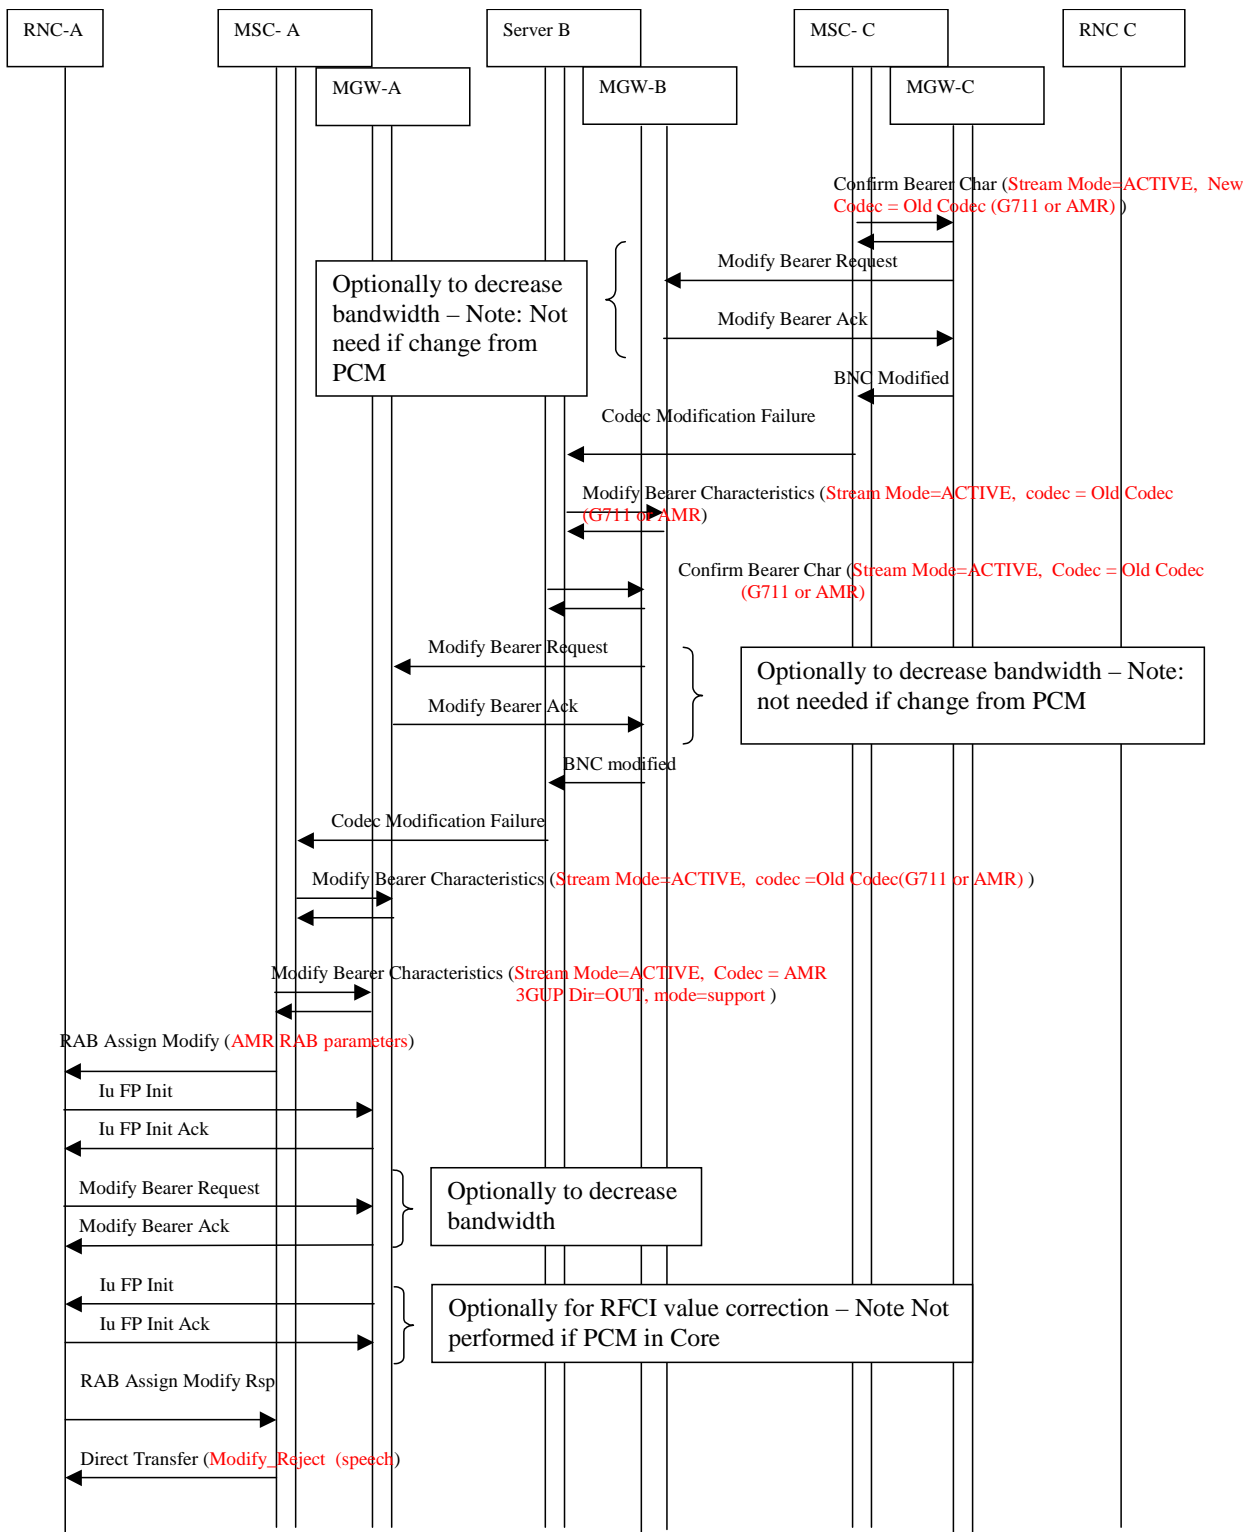 RNC-A
MSC- A
Server B
MSC- C
RNC C
MGW-A
MGW-B
MGW-C
Confirm Bearer Char (Stream Mode=ACTIVE,  New
Codec = Old Codec (G711 or AMR) )
Modify Bearer Request
Optionally to decrease
bandwidth – Note: Not
need if change from
PCM
Modify Bearer Ack
BNC Modified
Codec Modification Failure
Modify Bearer Characteristics (Stream Mode=ACTIVE,  codec = Old Codec
(G711 or AMR)
Confirm Bearer Char (Stream Mode=ACTIVE,  Codec = Old Codec
(G711 or AMR)
Modify Bearer Request
Optionally to decrease bandwidth – Note:
not needed if change from PCM
Modify Bearer Ack
BNC modified
Codec Modification Failure
Modify Bearer Characteristics (Stream Mode=ACTIVE,  codec =Old Codec(G711 or AMR) )
Modify Bearer Characteristics (Stream Mode=ACTIVE,  Codec = AMR
3GUP Dir=OUT, mode=support )
RAB Assign Modify (AMR RAB parameters)
Iu FP Init
Iu FP Init Ack
Modify Bearer Request
Optionally to decrease
bandwidth
Modify Bearer Ack
Iu FP Init
Optionally for RFCI value correction – Note Not
performed if PCM in Core
Iu FP Init Ack
RAB Assign Modify Rsp
Direct Transfer (Modify_Reject  (speech)